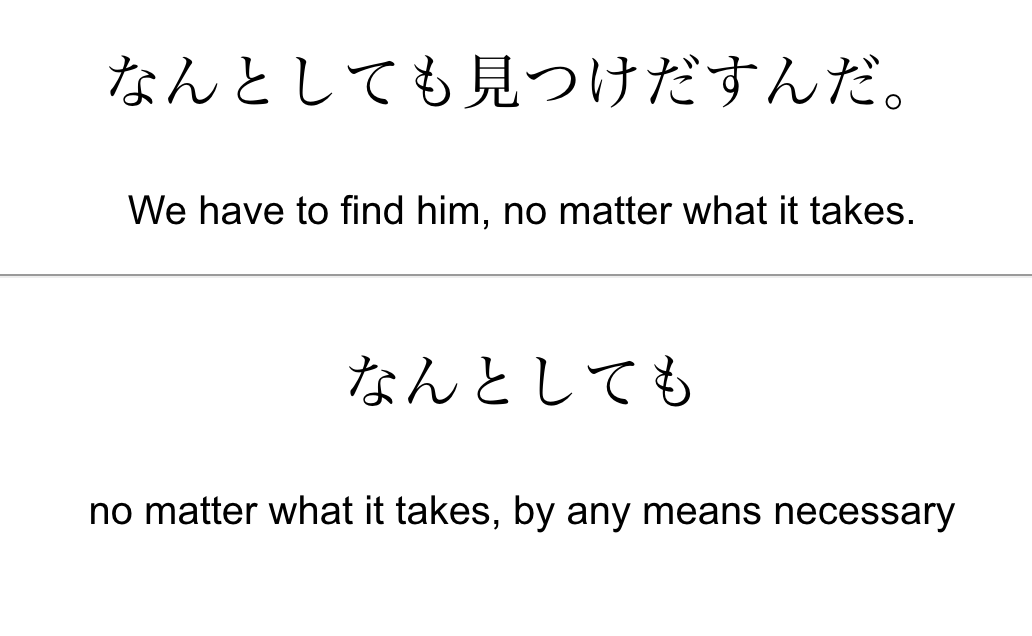 なんとしても見つけだすんだ。
We have to find him, no matter what it takes.
なんとしても
no matter what it takes, by any means necessary